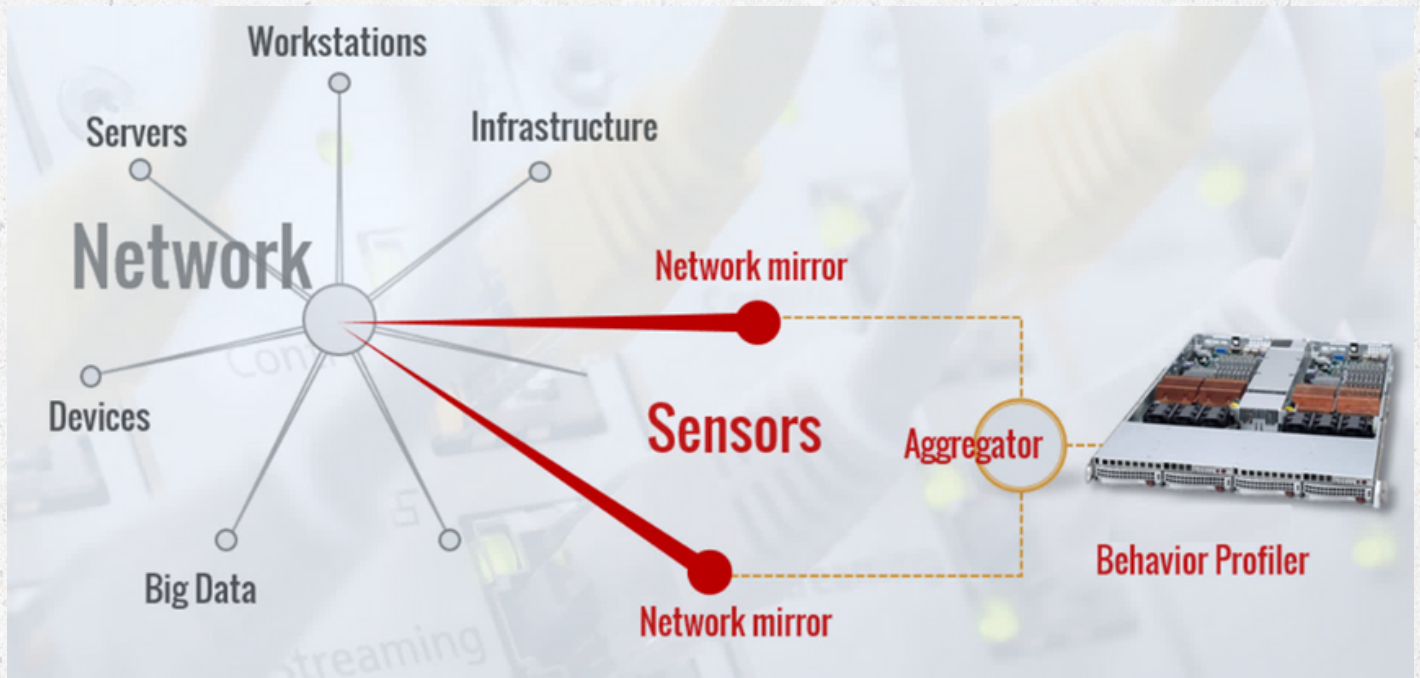 Workstations
Servers
Infrastructure
Network
Network mirror
Devices
Sensors
Aggregator
Behavior Profiler
Big Data
Network mirror